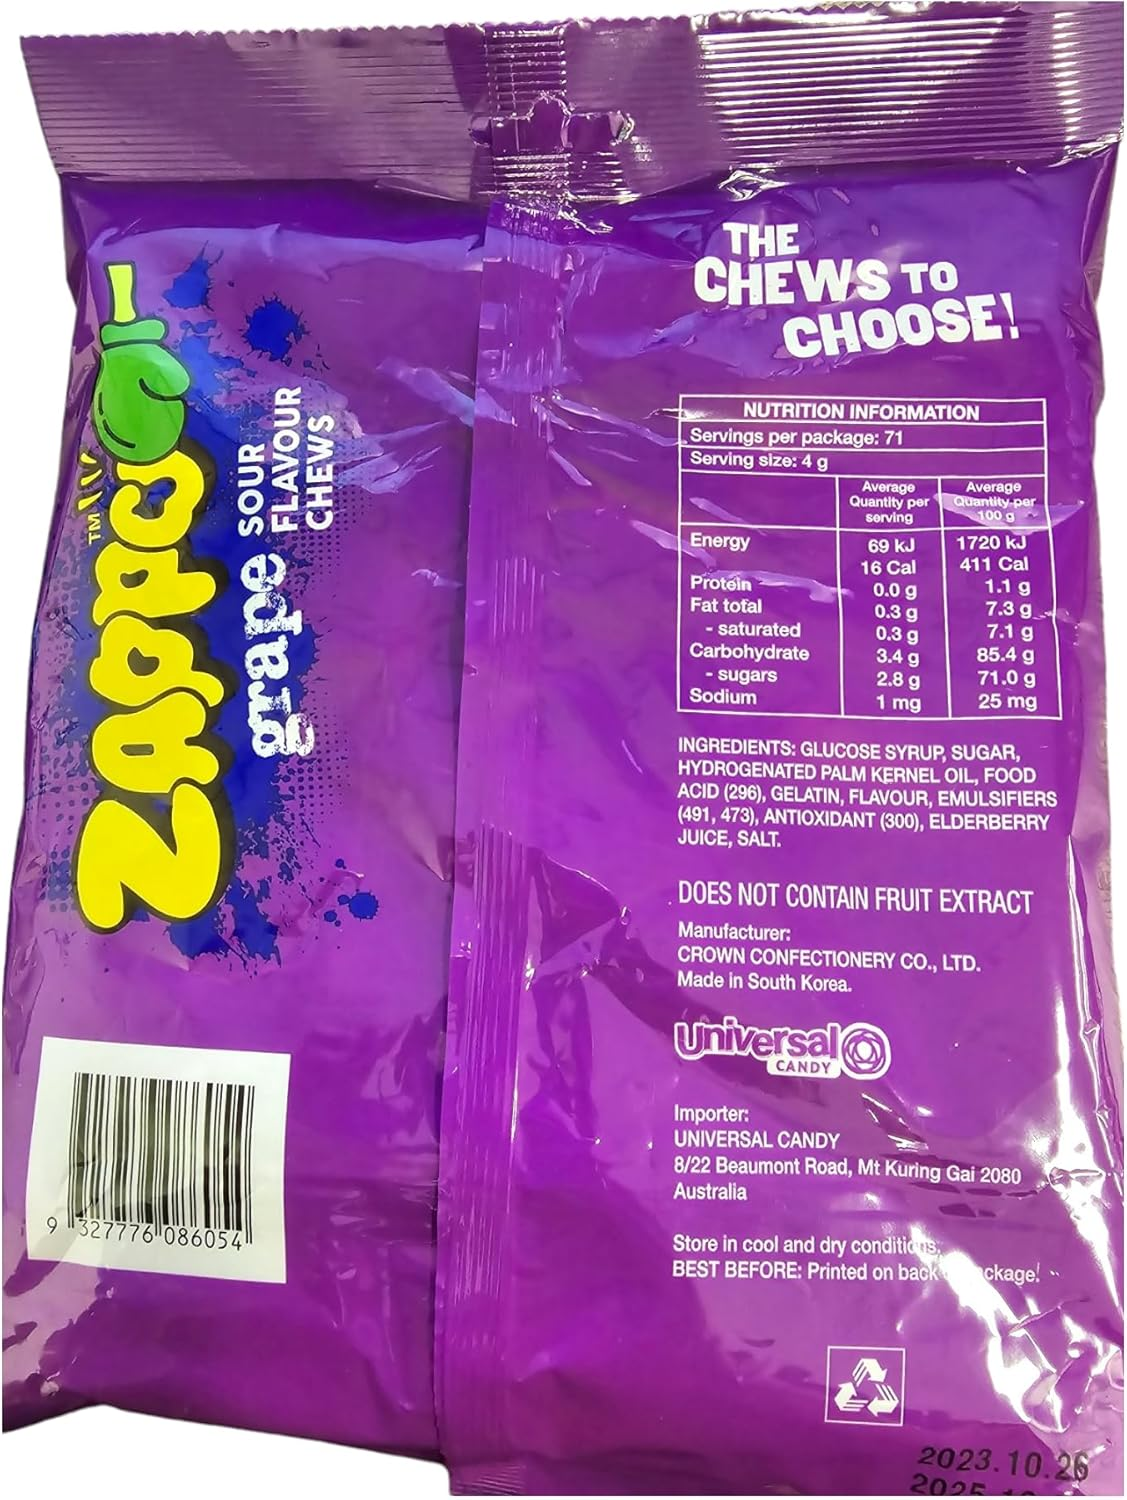 THE
CHEWS TO
CHOOSE!
ZAPPO
TM
grape
SOUR
FLAVOUR
CHEWS
NUTRITION INFORMATION
Servings per package: 71
Serving size: 4 g
Average Quantity per serving
Average Quantity per 100 g
Energy 69 kJ 1720 kJ
16 Cal 411 Cal
Protein 0.0 g 1.1 g
Fat total 0.3 g 7.3 g
- saturated 0.3 g 7.1 g
Carbohydrate 3.4 g 85.4 g
- sugars 2.8 g 71.0 g
Sodium 1 mg 25 mg
INGREDIENTS: GLUCOSE SYRUP, SUGAR,
HYDROGENATED PALM KERNEL OIL, FOOD
ACID (296), GELATIN, FLAVOUR, EMULSIFIERS
(491, 473), ANTIOXIDANT (300), ELDERBERRY
JUICE, SALT.
DOES NOT CONTAIN FRUIT EXTRACT
Manufacturer:
CROWN CONFECTIONERY CO., LTD.
Made in South Korea.
Universal
CANDY
Importer:
UNIVERSAL CANDY
8/22 Beaumont Road, Mt Kuring Gai 2080
Australia
Store in cool and dry conditions.
BEST BEFORE: Printed on back package.
9 327776 086054
2023.10.26
2025